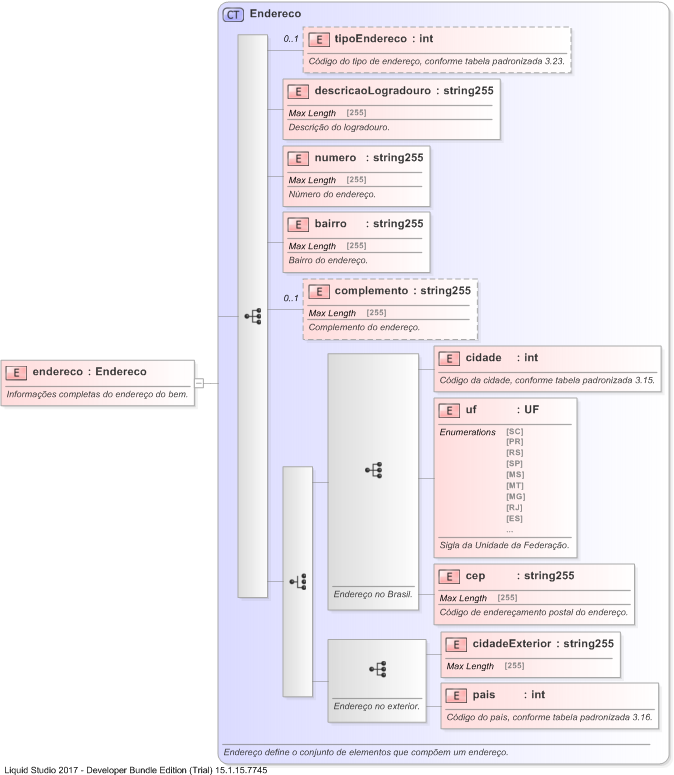 CT Endereco
0..1
E tipoEndereco : int
Código do tipo de endereço, conforme tabela padronizada 3.23.
E descricaoLogradouro : string255
Max Length [255]
Descrição do logradouro.
E numero : string255
Max Length [255]
Número do endereço.
E bairro : string255
Max Length [255]
Bairro do endereço.
0..1
E complemento : string255
Max Length [255]
Complemento do endereço.
E endereco : Endereco
Informações completas do endereço do bem.
E cidade : int
Código da cidade, conforme tabela padronizada 3.15.
E uf : UF
Enumerations [SC]
[PR]
[RS]
[SP]
[MS]
[MT]
[MG]
[RJ]
[ES]
...
Sigla da Unidade da Federação.
E cep : string255
Max Length [255]
Código de endereçamento postal do endereço.
Endereço no Brasil.
E cidadeExterior : string255
Max Length [255]
E pais : int
Código do país, conforme tabela padronizada 3.16.
Endereço no exterior.
Endereco define o conjunto de elementos que compõem um endereço.
Liquid Studio 2017 - Developer Bundle Edition (Trial) 15.1.15.7745